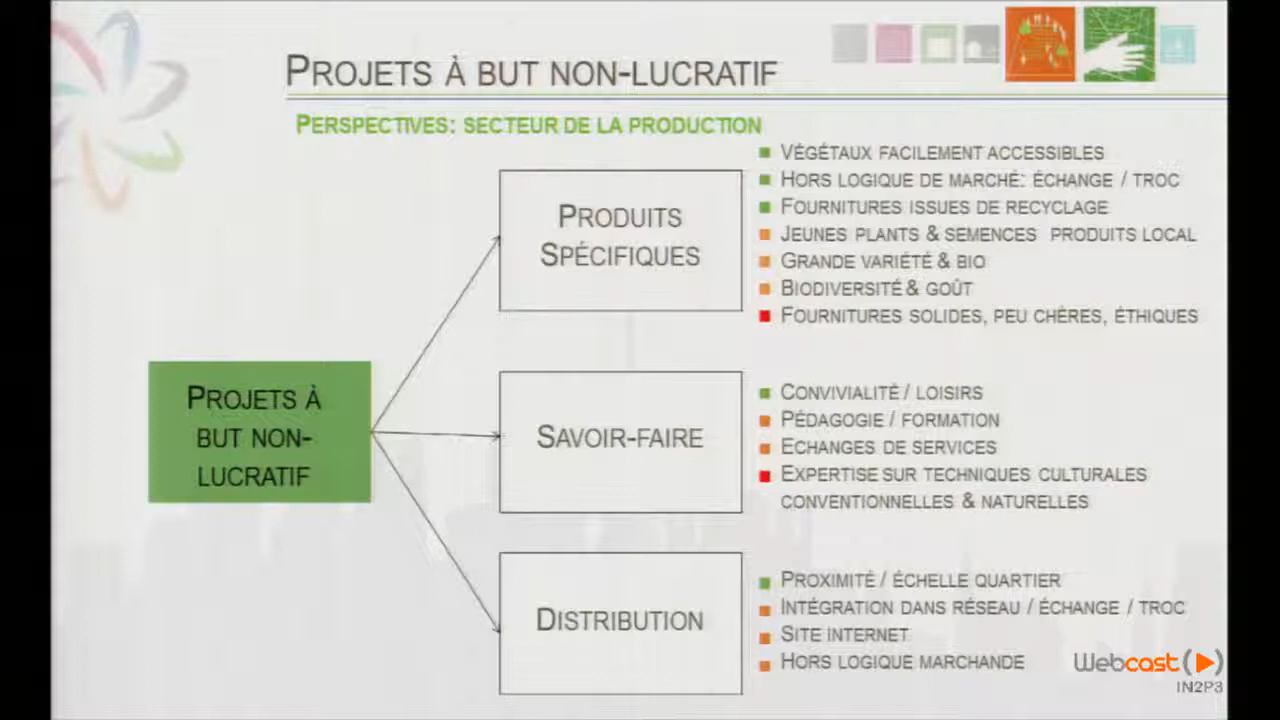 PROJETS À BUT NON-LUCRATIF
PERSPECTIVES: SECTEUR DE LA PRODUCTION
PROJETS À
BUT NON-
LUCRATIF
PRODUITS
SPÉCIFIQUES
VÉGÉTAUX FACILEMENT ACCESSIBLES
HORS LOGIQUE DE MARCHÉ: ÉCHANGE / TROC
FOURNITURES ISSUES DE RECYCLAGE
JEUNES PLANTS & SEMENCES PRODUITS LOCAL
GRANDE VARIÉTÉ & BIO
BIODIVERSITÉ & GOÛT
FOURNITURES SOLIDES, PEU CHÈRES, ÉTHIQUES
SAVOIR-FAIRE
CONVIVIALITÉ / LOISIRS
PÉDAGOGIE / FORMATION
ECHANGES DE SERVICES
EXPERTISE SUR TECHNIQUES CULTURALES
CONVENTIONNELLES & NATURELLES
DISTRIBUTION
PROXIMITÉ / ÉCHELLE QUARTIER
INTÉGRATION DANS RÉSEAU / ÉCHANGE / TROC
SITE INTERNET
HORS LOGIQUE MARCHANDE
Webcast
IN2P3